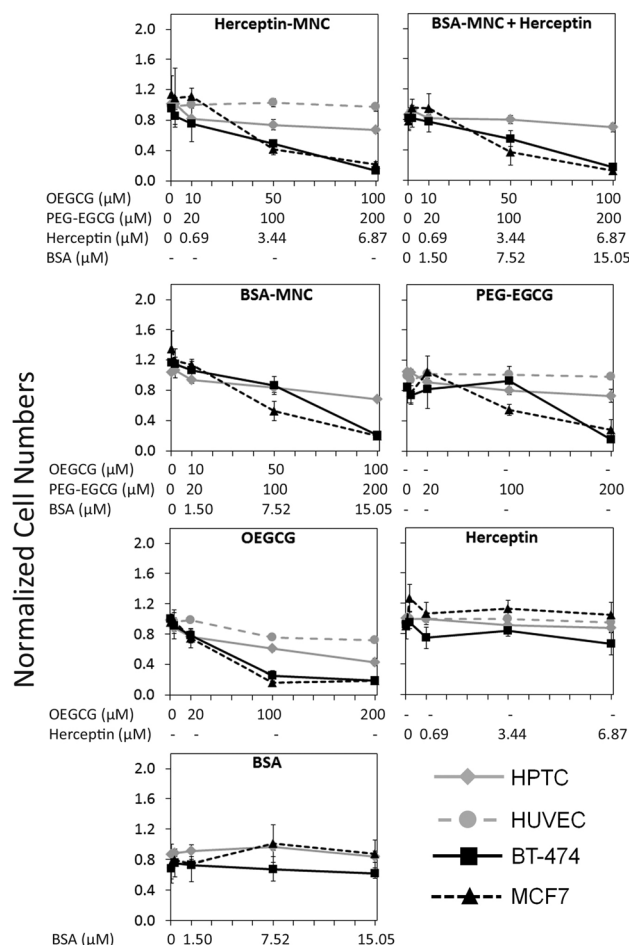 Herceptin-MNC BSA-MNC + Herceptin
2.0
1.6
1.2
0.8
0.4
0.0
OEGCG (µM) 0 10 50 100 0 10 50 100
PEG-EGCG (µM) 0 20 100 200 0 20 100 200
Herceptin (µM) 0 0.69 3.44 6.87 0 0.69 3.44 6.87
BSA (µM) - - - - 0 1.50 7.52 15.05
BSA-MNC PEG-EGCG
2.0
1.6
1.2
0.8
0.4
0.0
Normalized Cell Numbers
OEGCG (µM) 0 10 50 100 - - - -
PEG-EGCG (µM) 0 20 100 200 0 20 100 200
BSA (µM) 0 1.50 7.52 15.05 - - - -
OEGCG Herceptin
2.0
1.6
1.2
0.8
0.4
0.0
OEGCG (µM) 0 20 100 200 - - - -
Herceptin (µM) - - - - 0 0.69 3.44 6.87
BSA
2.0
1.6
1.2
0.8
0.4
0.0
BSA (µM) 0 1.50 7.52 15.05
HPTC
HUVEC
BT-474
MCF7